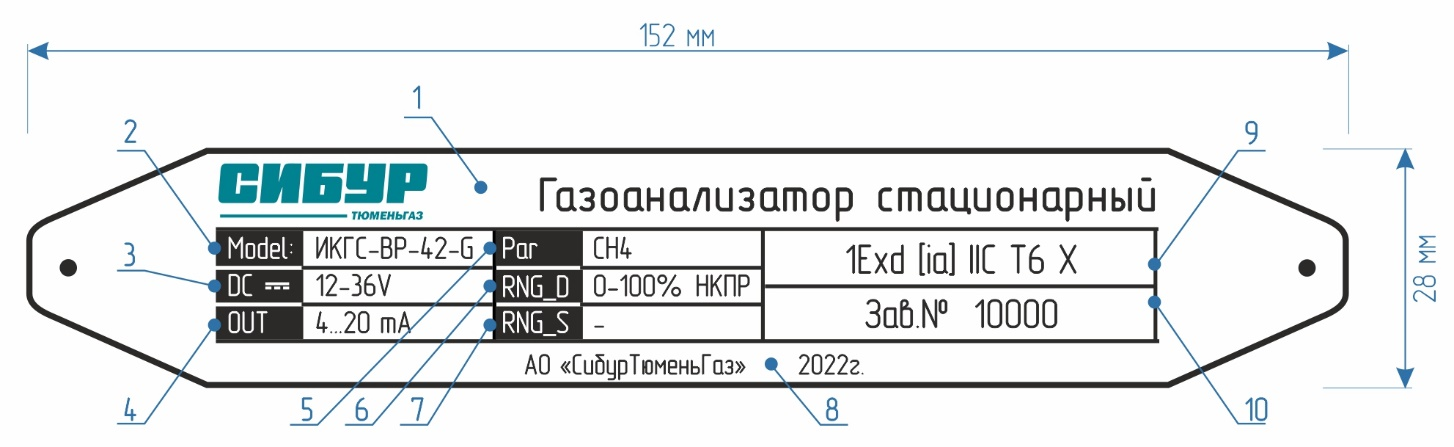 152 мм
1
2
9
СИБУР
ТЮМЕНЬГАЗ
Газоанализатор стационарный
3
Model: ИКГС-ВР-42-G Par CH4 1Exd [ia] IIC T6 X
DC 12-36V RNG_D 0-100% НКПР
OUT 4...20 mA RNG_S - Зав.№ 10000
28 мм
АО «СибурТюменьГаз» 2022г.
4 5 6 7 8 10